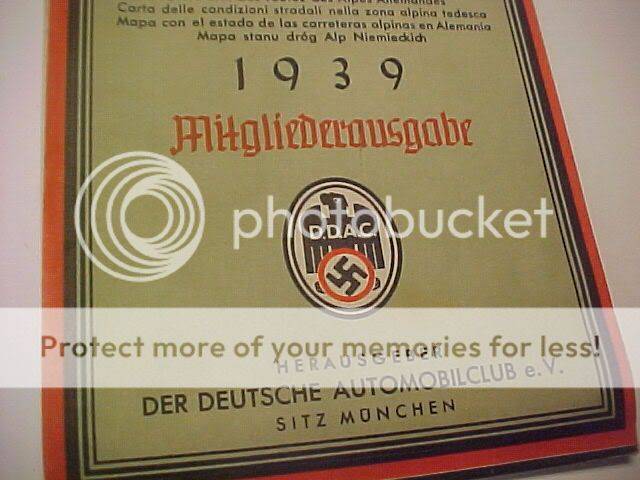 Carta delle condizioni stradali nella zona alpina tedesca
Mapa con el estado de las carreteras alpinas en Alemania
Mapa stanu dróg Alp Niemieckich
1939
Mitgliederausgabe
D.D.A.C.
photobucket
Protect more of your memories for less!
HERAUSGEBER
DER DEUTSCHE AUTOMOBILCLUB e.V.
SITZ MÜNCHEN